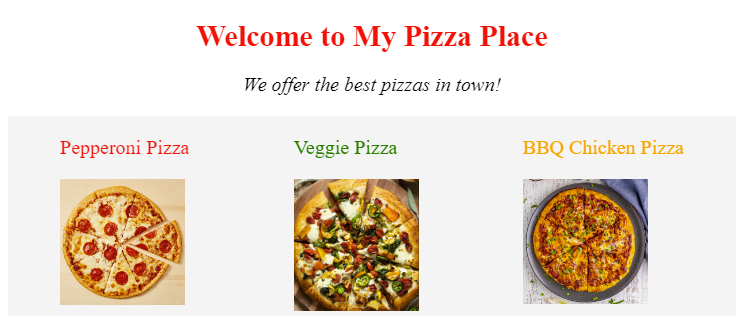 Welcome to My Pizza Place
We offer the best pizzas in town!
Pepperoni Pizza
Veggie Pizza
BBQ Chicken Pizza